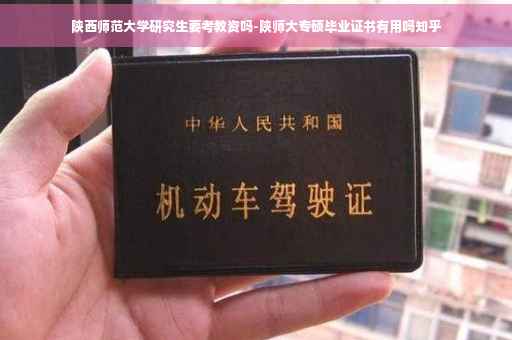 陕西师范大学研究生要考教资吗-陕师大专硕毕业证书有用吗知乎
中华人民共和国
机动车驾驶证